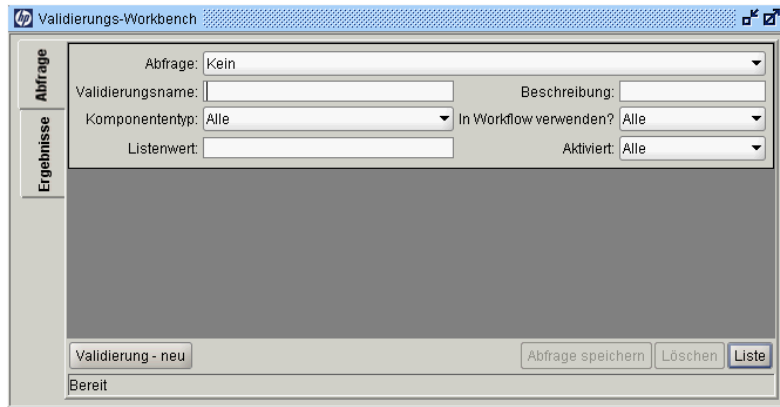 hp Validierungs-Workbench
Abfrage
Ergebnisse
Abfrage: Kein
Validierungsname: Beschreibung:
Komponententyp: Alle In Workflow verwenden? Alle
Listenwert: Aktiviert: Alle
Validierung - neu Abfrage speichern Löschen Liste
Bereit